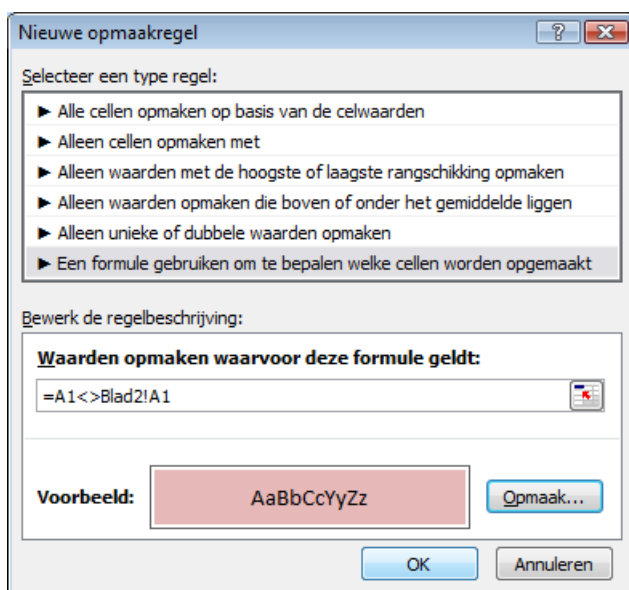 Nieuwe opmaakregel
Selecteer een type regel:
► Alle cellen opmaken op basis van de celwaarden
► Alleen cellen opmaken met
► Alleen waarden met de hoogste of laagste rangschikking opmaken
► Alleen waarden opmaken die boven of onder het gemiddelde liggen
► Alleen unieke of dubbele waarden opmaken
► Een formule gebruiken om te bepalen welke cellen worden opgemaakt
Bewerk de regelbeschrijving:
Waarden opmaken waarvoor deze formule geldt:
=A1<>Blad2!A1
Voorbeeld: AaBbCcYyZz Opmaak...
OK Annuleren